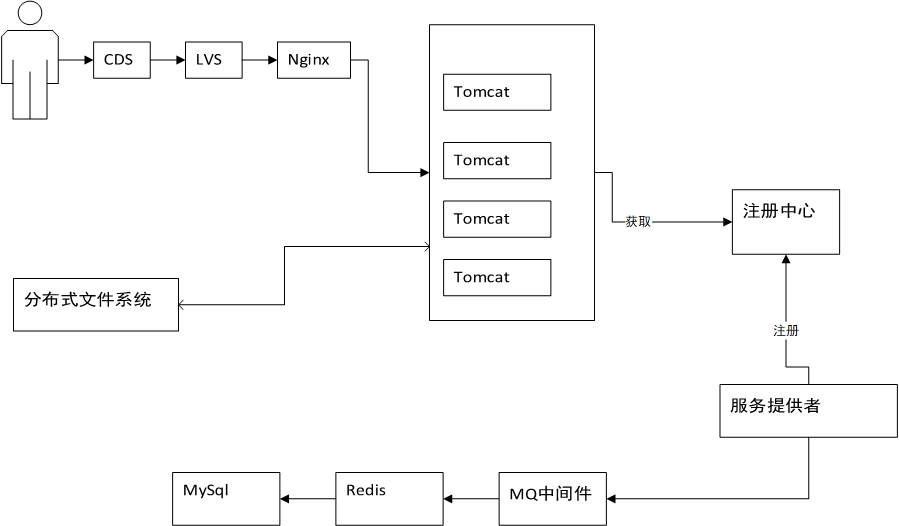 CDS
LVS
Nginx
Tomcat
Tomcat
Tomcat
Tomcat
获取
注册中心
分布式文件系统
注册
服务提供者
MySql
Redis
MQ中间件